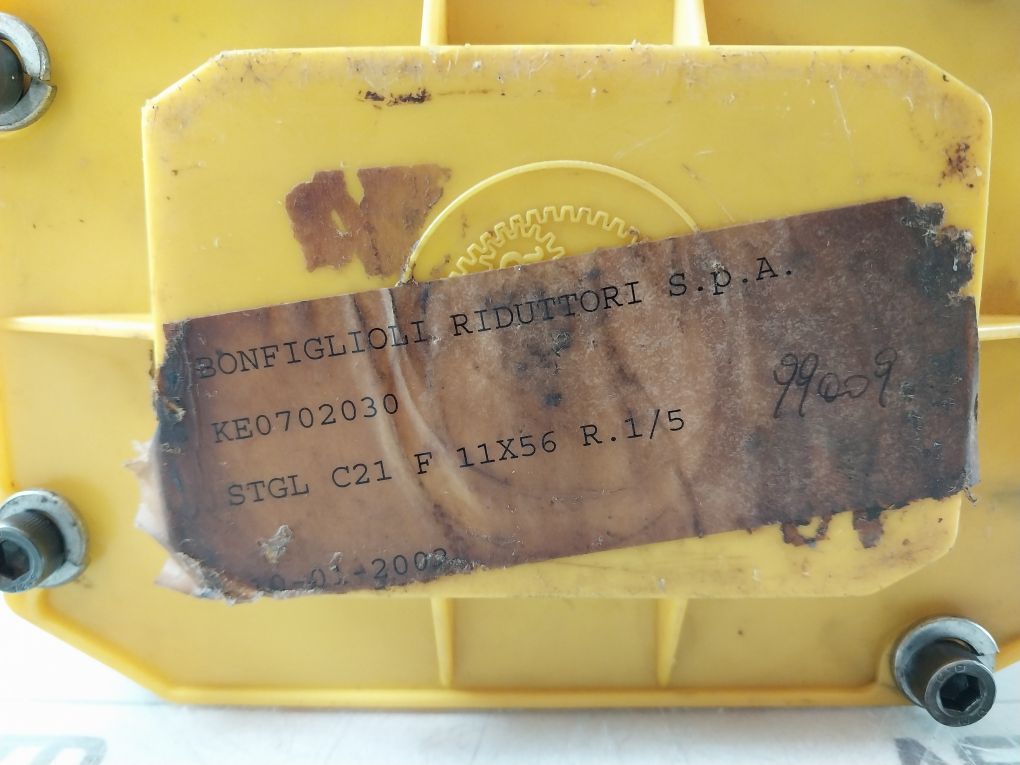 BONFIGLIOLI RIDUTTORI S.p.A.
KE0702030
99009
STGL C21 F 11X56 R.1/5